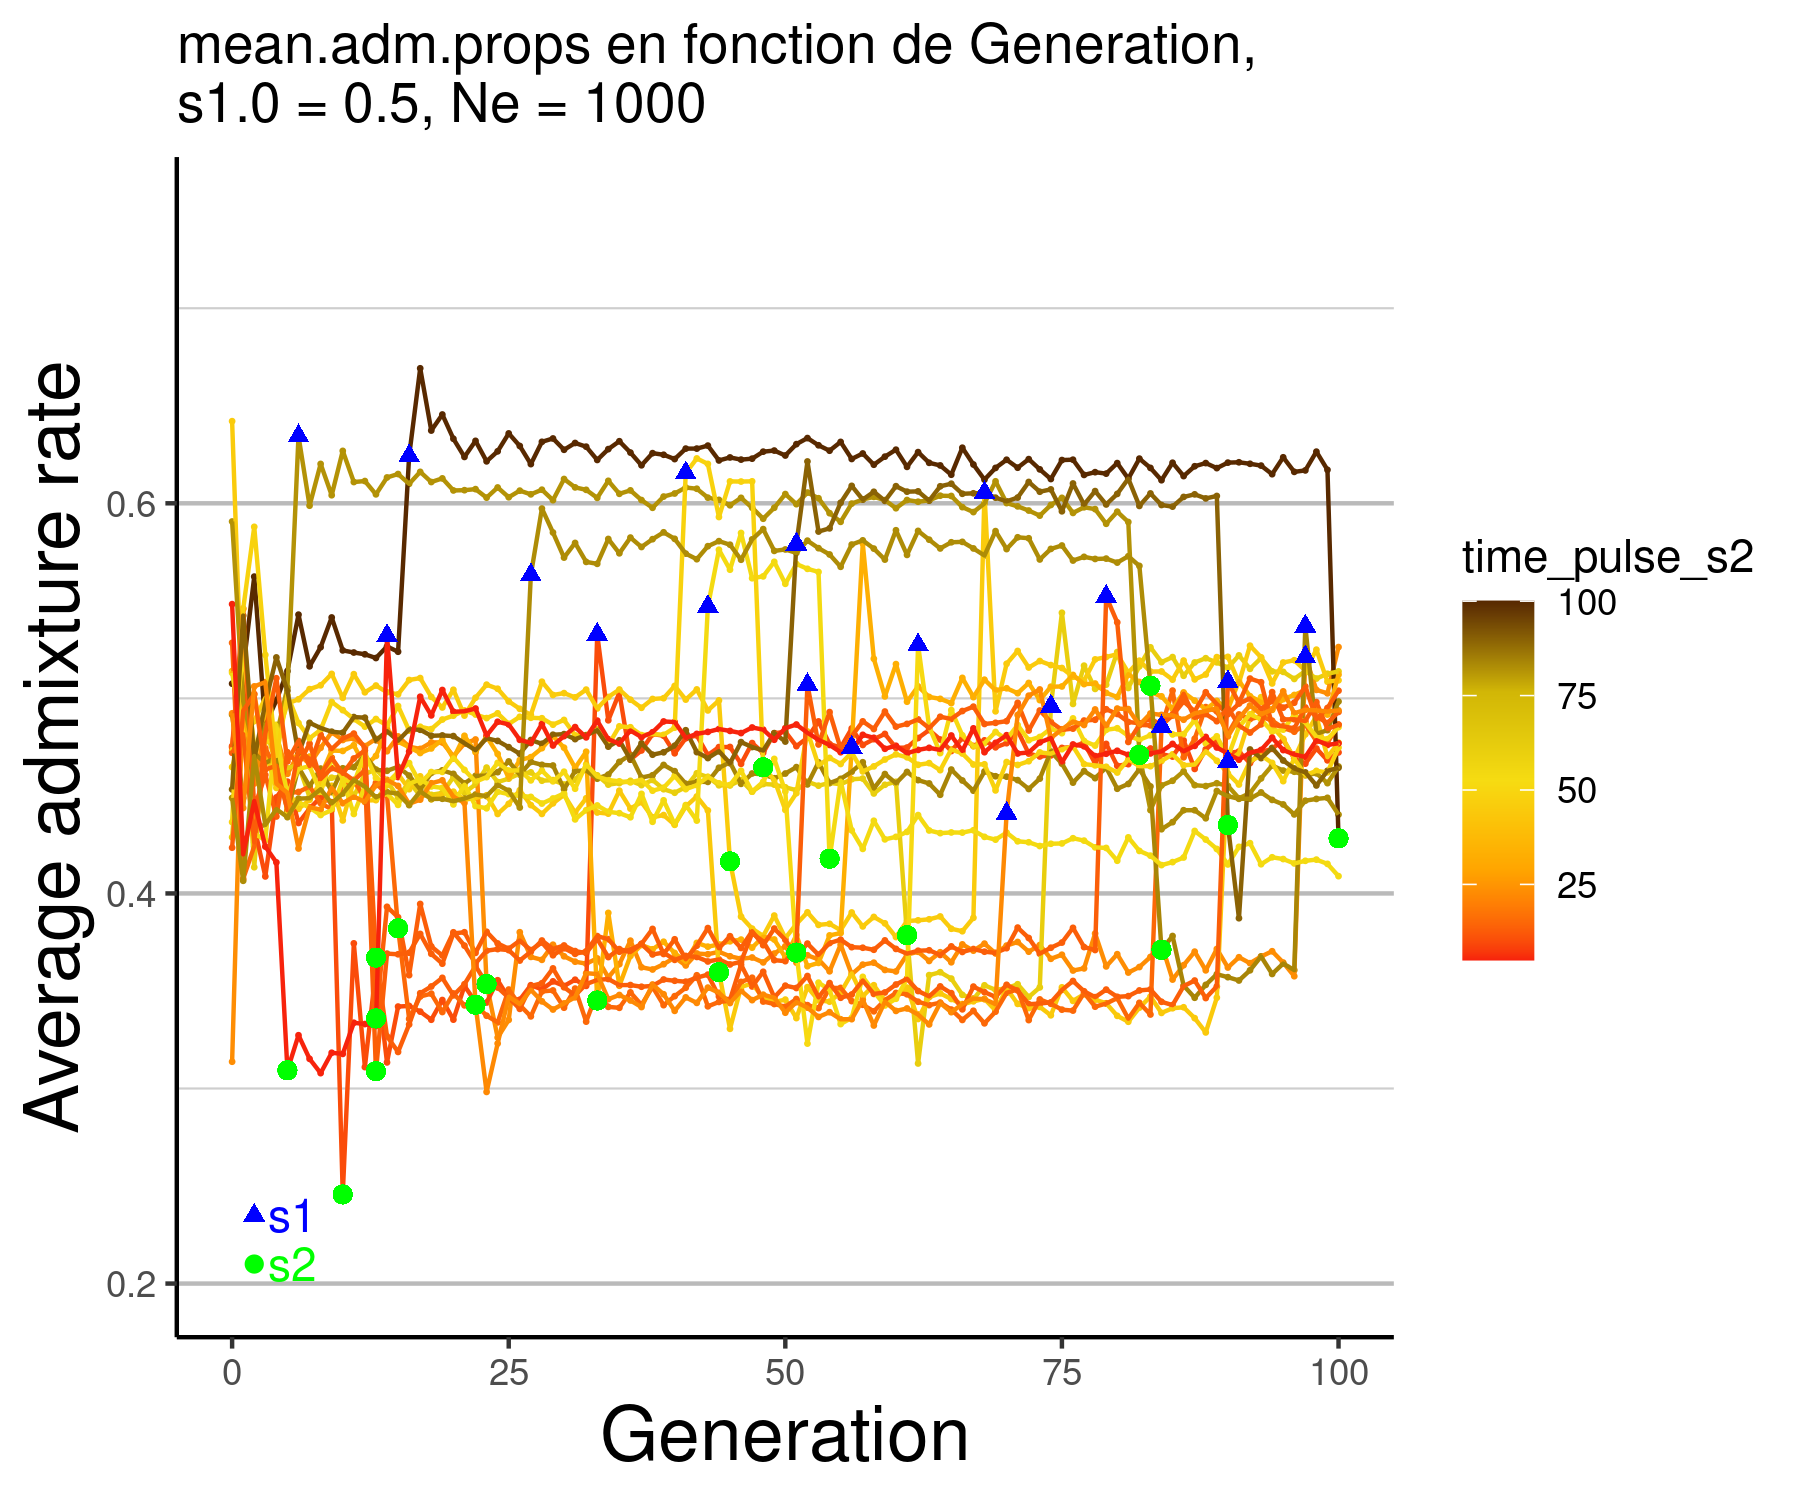 mean.adm.props en fonction de Generation,
s1.0 = 0.5, Ne = 1000
Average admixture rate
0.6
0.4
0.2
s1
s2
0
25
50
75
100
Generation
time_pulse_s2
100
75
50
25